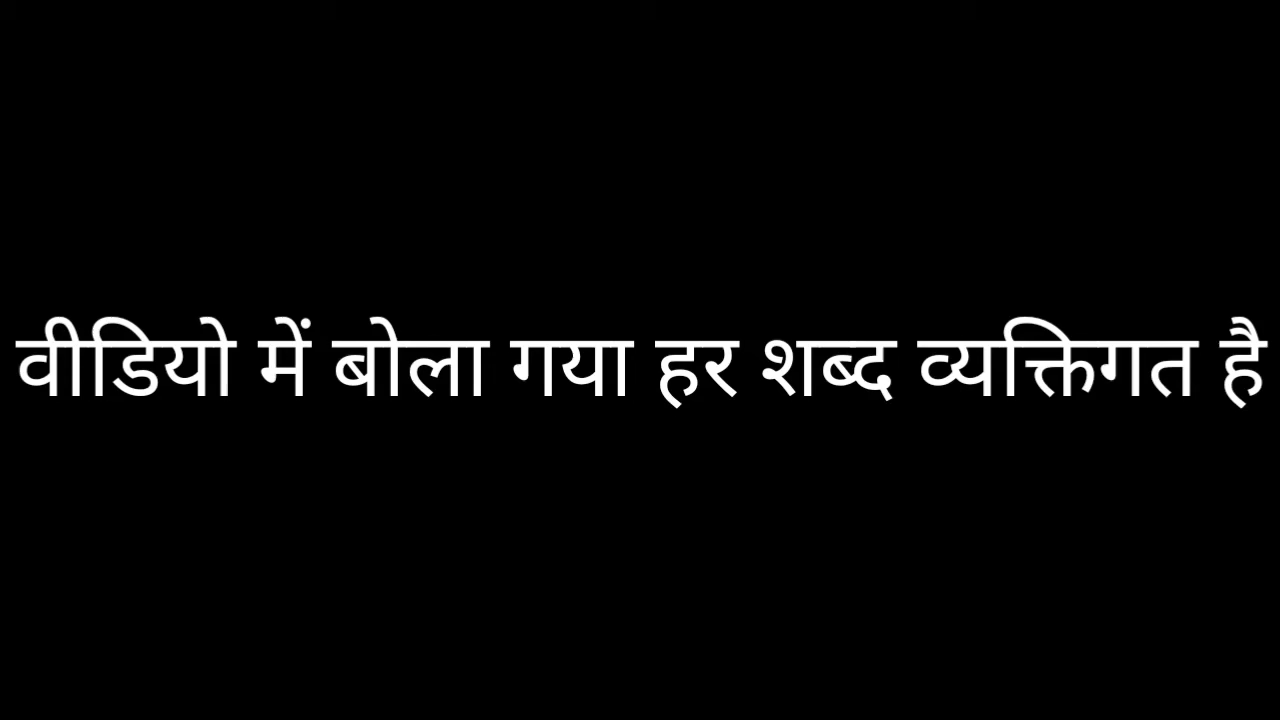 वीडियो में बोला गया हर शब्द व्यक्तिगत है